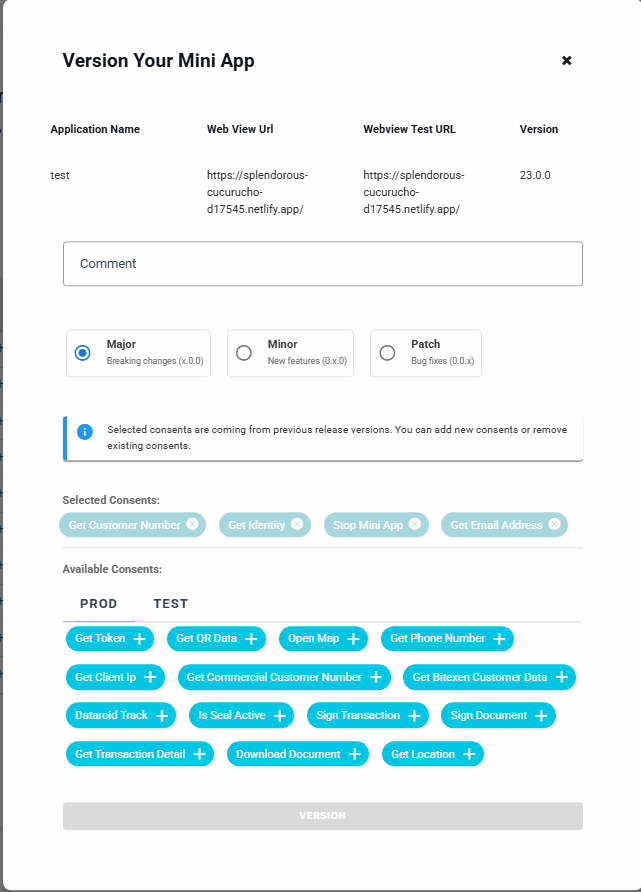 Version Your Mini App
Application Name Web View Url Webview Test URL Version
test https://splendorous- https://splendorous- 23.0.0
cucurucho- cucurucho-
d17545.netlify.app/ d17545.netlify.app/
Comment
Major Minor Patch
Breaking changes (x.0.0) New features (0.x.0) Bug fixes (0.0.x)
Selected consents are coming from previous release versions. You can add new consents or remove
existing consents.
Selected Consents:
Get Customer Number Get Identity Stop Mini App Get Email Address
Available Consents:
PROD TEST
Get Token Get QR Data Open Map Get Phone Number
Get Client Ip Get Commercial Customer Number Get Bitexen Customer Data
Dataroid Track Is Seal Active Sign Transaction Sign Document
Get Transaction Detail Download Document Get Location
VERSION